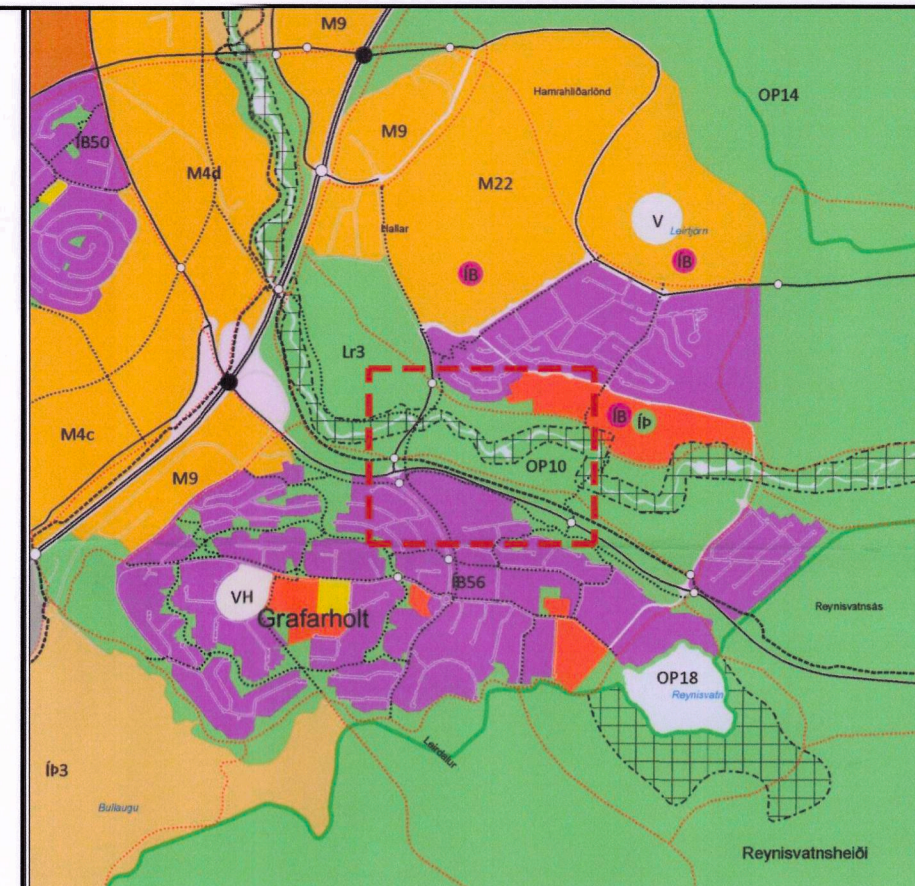 M9
Hamrahlíðarlönd
OP14
M9
ÍB50
M4d
M22
V
Leirtjörn
Hallar
ÍB
ÍB
Lr3
ÍB
ÍÞ
M4c
OP10
M9
ÍB56
VH
Grafarholt
Reynisvatnsás
OP18
Reynisvatn
Leirdalur
ÍÞ3
Bullaugu
Reynisvatnsheiði